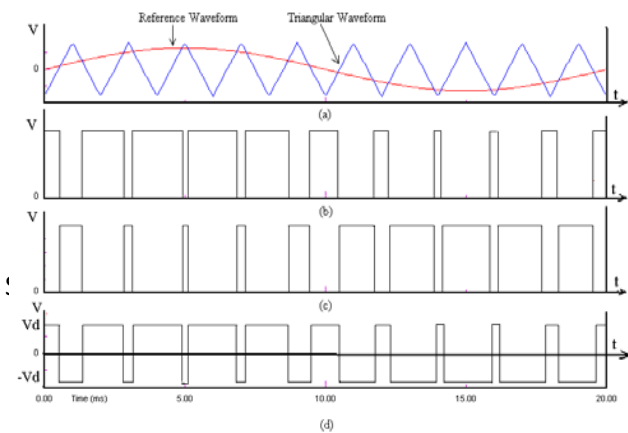 Reference Waveform Triangular Waveform
V
0
t
(a)
V
0
t
(b)
V
0
t
(c)
V
Vd
0
t
-Vd
0.00 Time (ms) 5.00 10.00 15.00 20.00
(d)